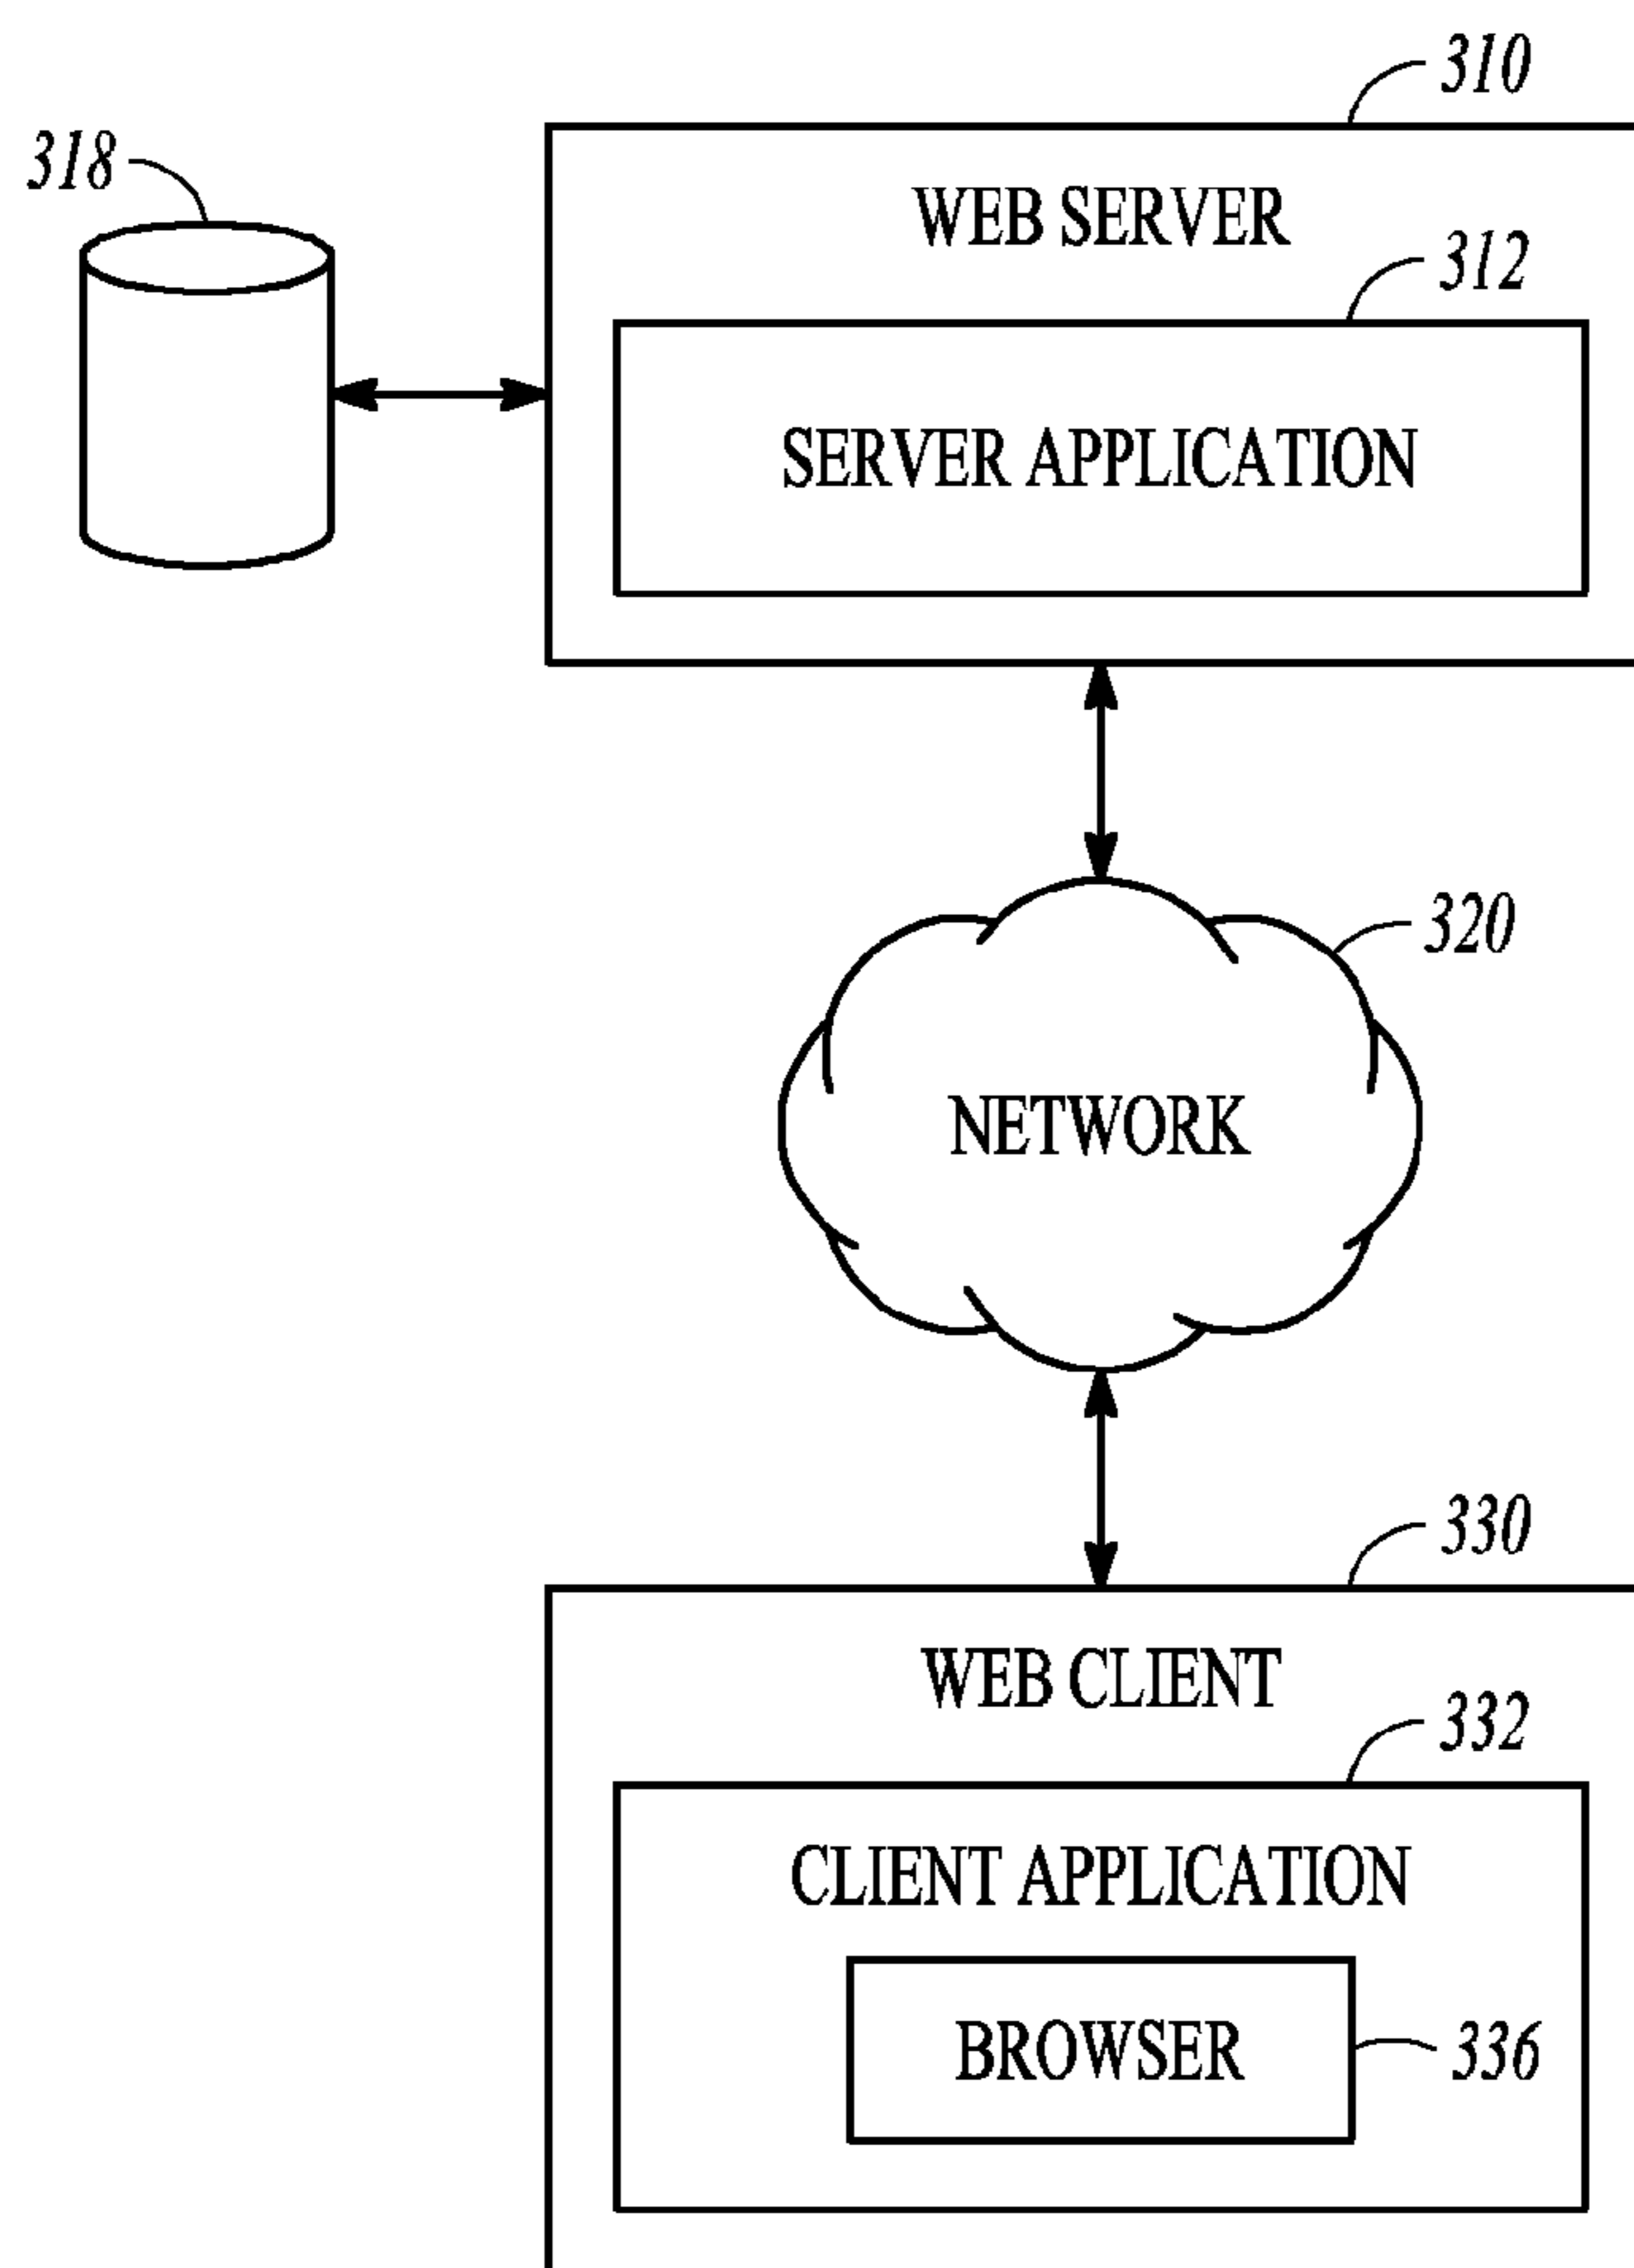 310
318
WEB SERVER
312
SERVER APPLICATION
320
NETWORK
330
WEB CLIENT
332
CLIENT APPLICATION
BROWSER
336